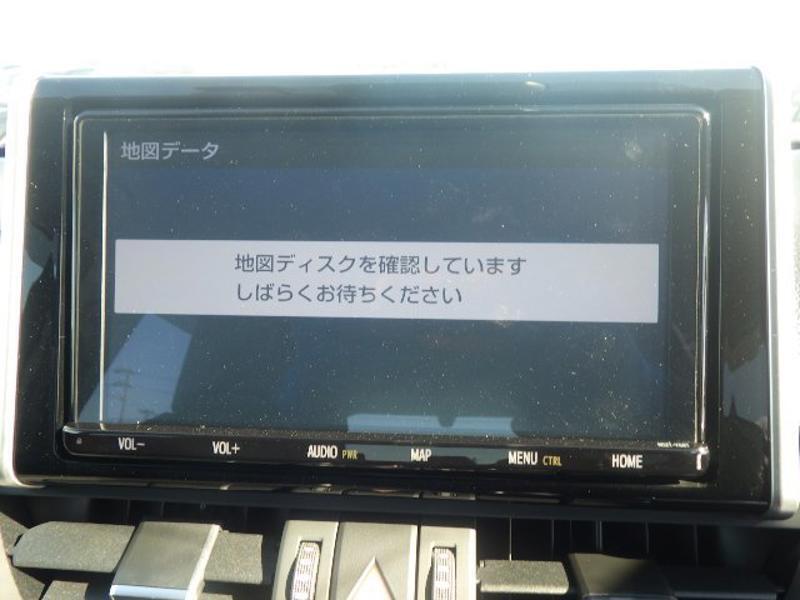 地図データ
地図ディスクを確認しています
しばらくお待ちください
VOL- VOL+ AUDIO PWR MAP MENU CTRL HOME